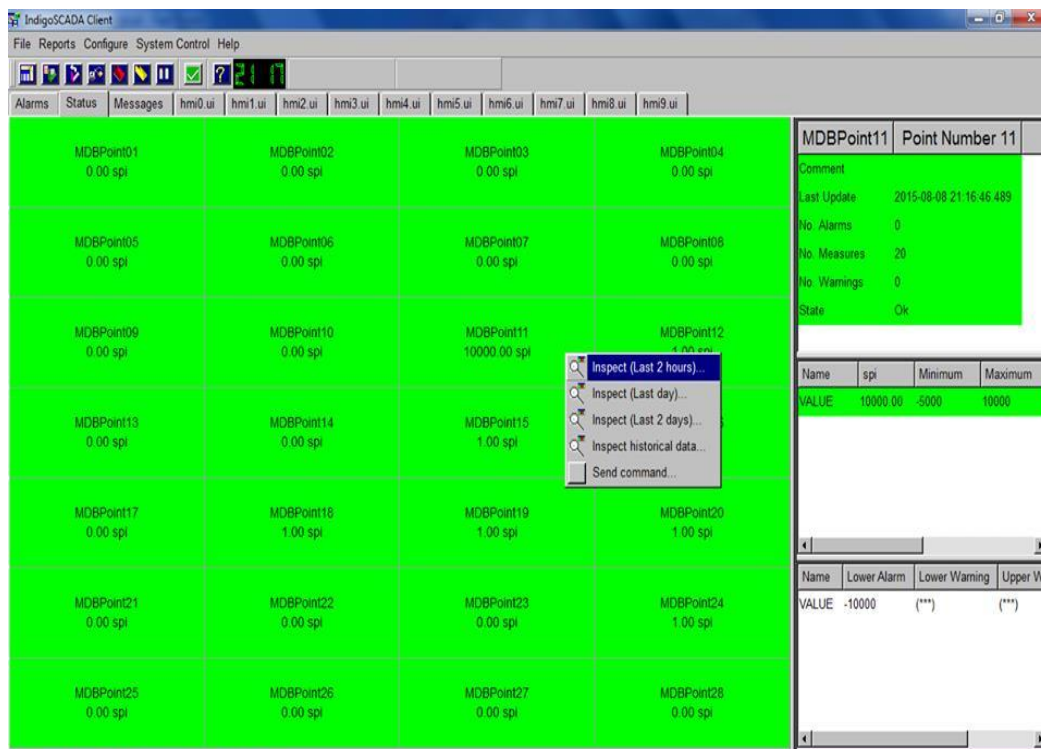 IndigoSCADA Client
File Reports Configure System Control Help
21 17
Alarms Status Messages hmi0.ui hmi1.ui hmi2.ui hmi3.ui hmi4.ui hmi5.ui hmi6.ui hmi7.ui hmi8.ui hmi9.ui
MDBPoint01 MDBPoint02 MDBPoint03 MDBPoint04
0.00 spi 0.00 spi 0.00 spi 0.00 spi
MDBPoint05 MDBPoint06 MDBPoint07 MDBPoint08
0.00 spi 0.00 spi 0.00 spi 0.00 spi
MDBPoint09 MDBPoint10 MDBPoint11 MDBPoint12
0.00 spi 0.00 spi 10000.00 spi 1.00 spi
MDBPoint13 MDBPoint14 MDBPoint15
0.00 spi 0.00 spi 1.00 spi
MDBPoint17 MDBPoint18 MDBPoint19 MDBPoint20
0.00 spi 1.00 spi 1.00 spi 1.00 spi
MDBPoint21 MDBPoint22 MDBPoint23 MDBPoint24
0.00 spi 0.00 spi 0.00 spi 1.00 spi
MDBPoint25 MDBPoint26 MDBPoint27 MDBPoint28
0.00 spi 0.00 spi 0.00 spi 0.00 spi
Inspect (Last 2 hours)...
Inspect (Last day)...
Inspect (Last 2 days)...
Inspect historical data...
Send command...
MDBPoint11 Point Number 11
Comment
Last Update 2015-08-08 21:16:46.489
No. Alarms 0
No. Measures 20
No. Warnings 0
State Ok
Name spi Minimum Maximum
VALUE 10000.00 -5000 10000
Name Lower Alarm Lower Warning Upper W
VALUE -10000 (***) (***)